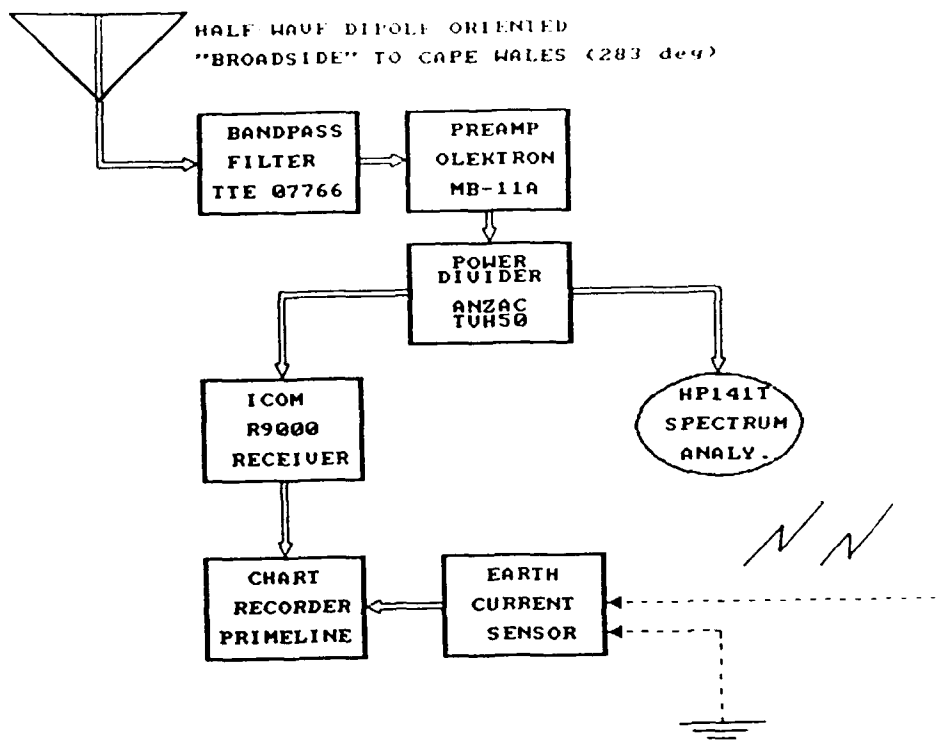 HALF WAVE DIPOLE ORIENTED
"BROADSIDE" TO CAPE WALES (283 deg)
BANDPASS
FILTER
TTE 07766
PREAMP
OLEKTRON
MB-11A
POWER
DIVIDER
ANZAC
TVH50
ICOM
R9000
RECEIVER
HP141T
SPECTRUM
ANALY.
CHART
RECORDER
PRIMELINE
EARTH
CURRENT
SENSOR